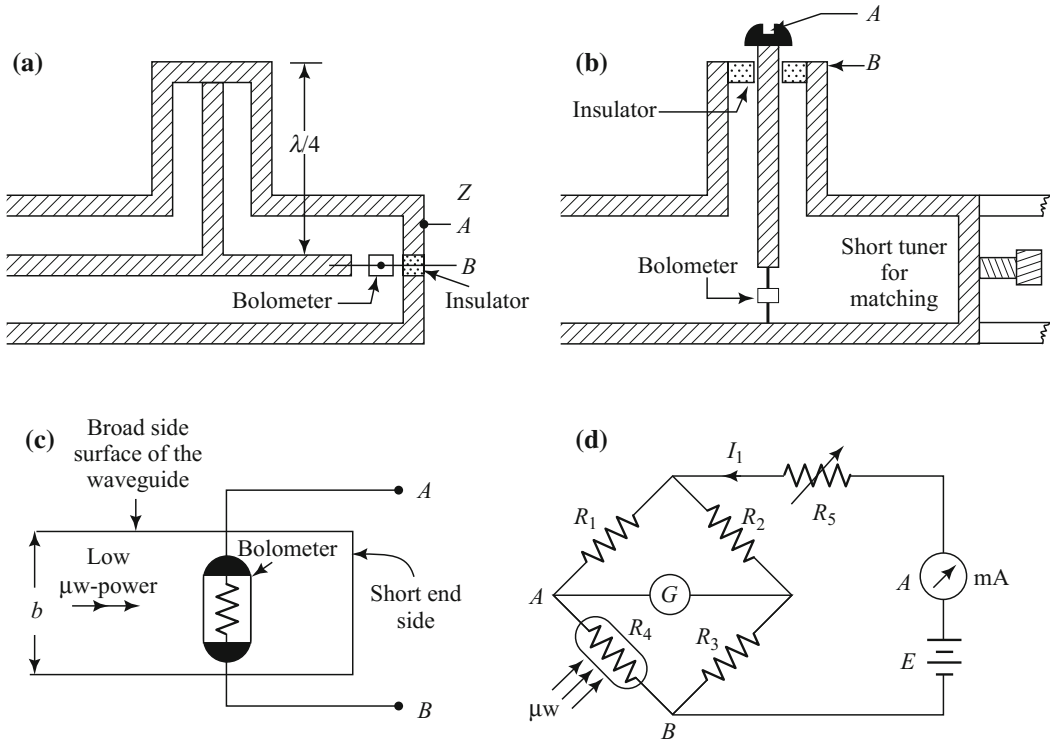 (a)
λ/4
Z
A
B
Bolometer
Insulator
(b)
A
B
Insulator
Bolometer
Short tuner
for
matching
(c)
Broad side
surface of the
waveguide
A
Low
μw-power
Bolometer
b
Short end
side
B
(d)
I1
R5
R1
R2
A
G
R4
R3
μw
B
A
mA
E